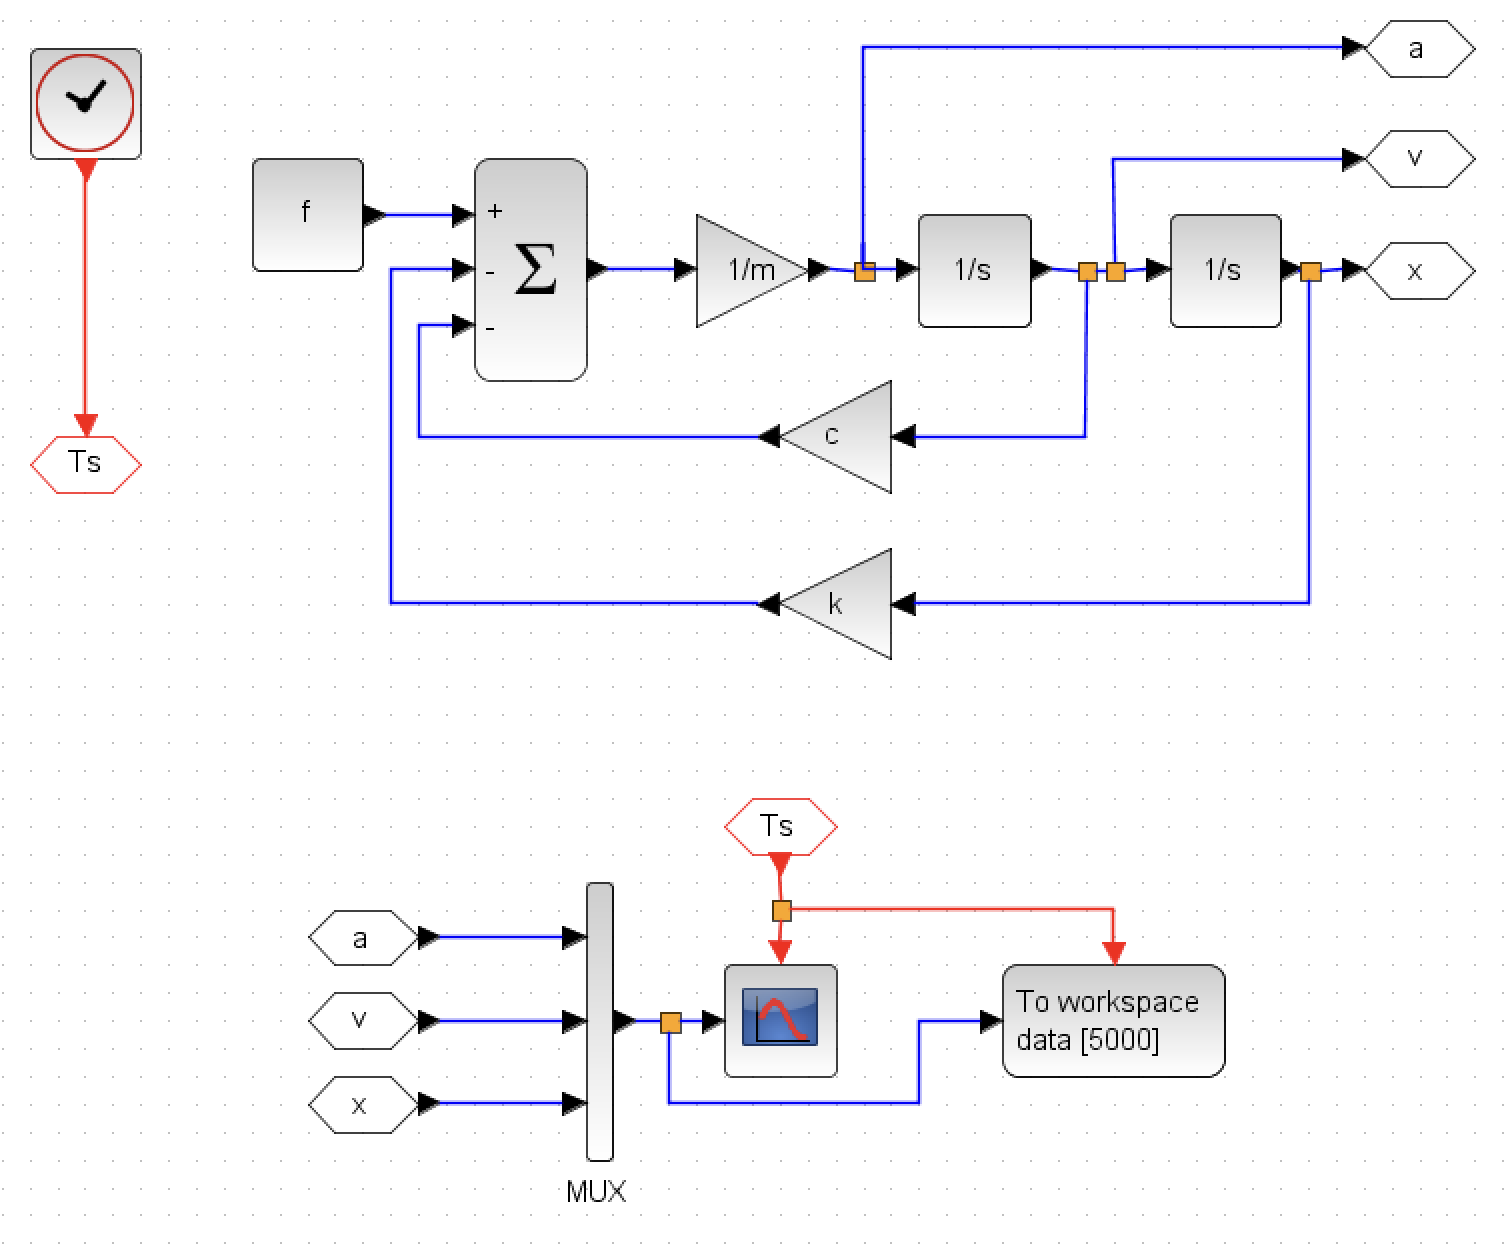 a
v
f
+
-
-
Σ
1/m
1/s
1/s
x
c
Ts
k
Ts
a
v
x
To workspace
data [5000]
MUX